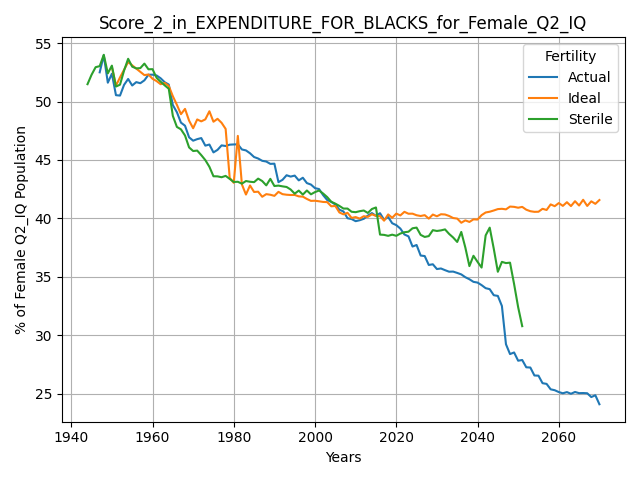 Score_2_in_EXPENDITURE_FOR_BLACKS_for_Female_Q2_IQ
Fertility
Actual
Ideal
Sterile
% of Female Q2_IQ Population
55
50
45
40
35
30
25
1940 1960 1980 2000 2020 2040 2060
Years